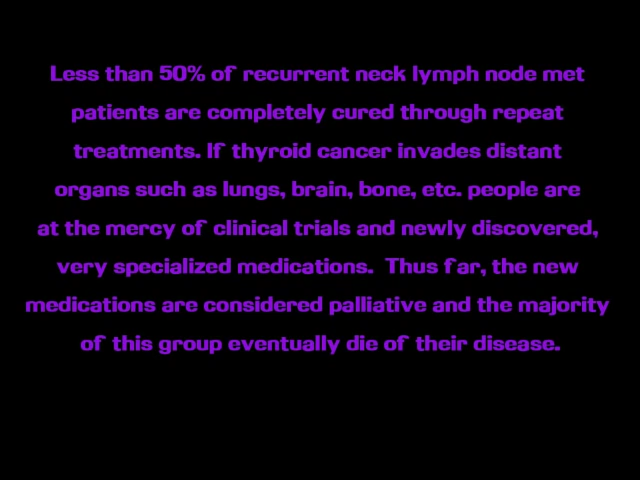 Less than 50% of recurrent neck lymph node met
patients are completely cured through repeat
treatments. If thyroid cancer invades distant
organs such as lungs, brain, bone, etc. people are
at the mercy of clinical trials and newly discovered,
very specialized medications.  Thus far, the new
medications are considered palliative and the majority
of this group eventually die of their disease.